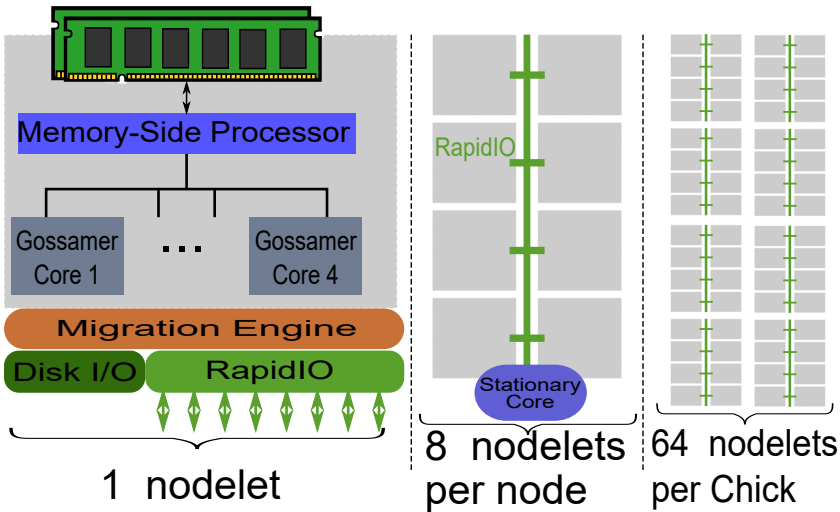 Memory-Side Processor
Gossamer
Core 1
...
Gossamer
Core 4
Migration Engine
Disk I/O
RapidIO
1 nodelet
RapidIO
Stationary
Core
8 nodelets
per node
64 nodelets
per Chick